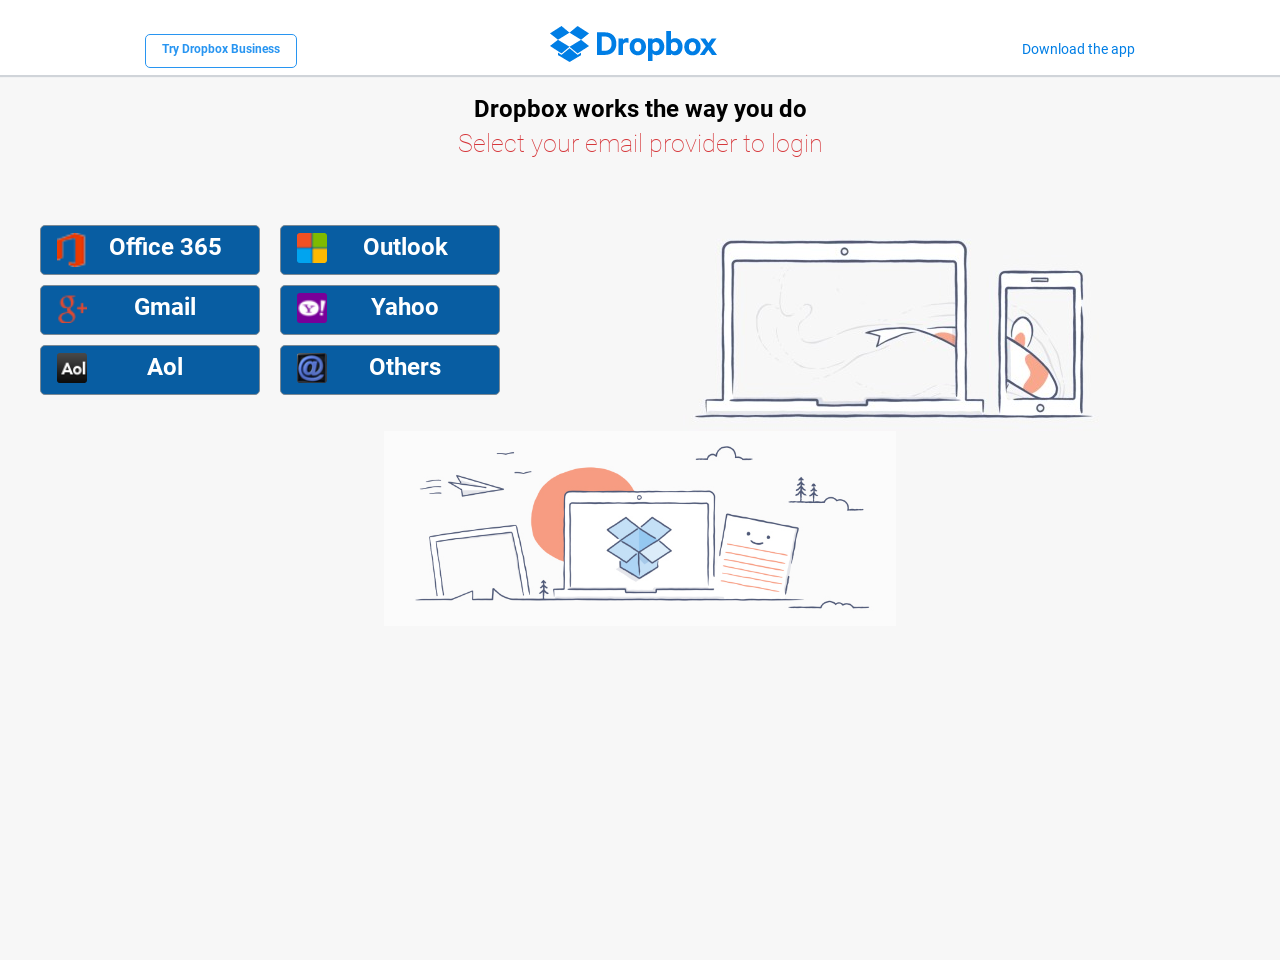 Try Dropbox Business
Dropbox
Download the app
Dropbox works the way you do
Select your email provider to login
Office 365
Outlook
g+
Gmail
Y!
Yahoo
Aol
Aol
@
Others